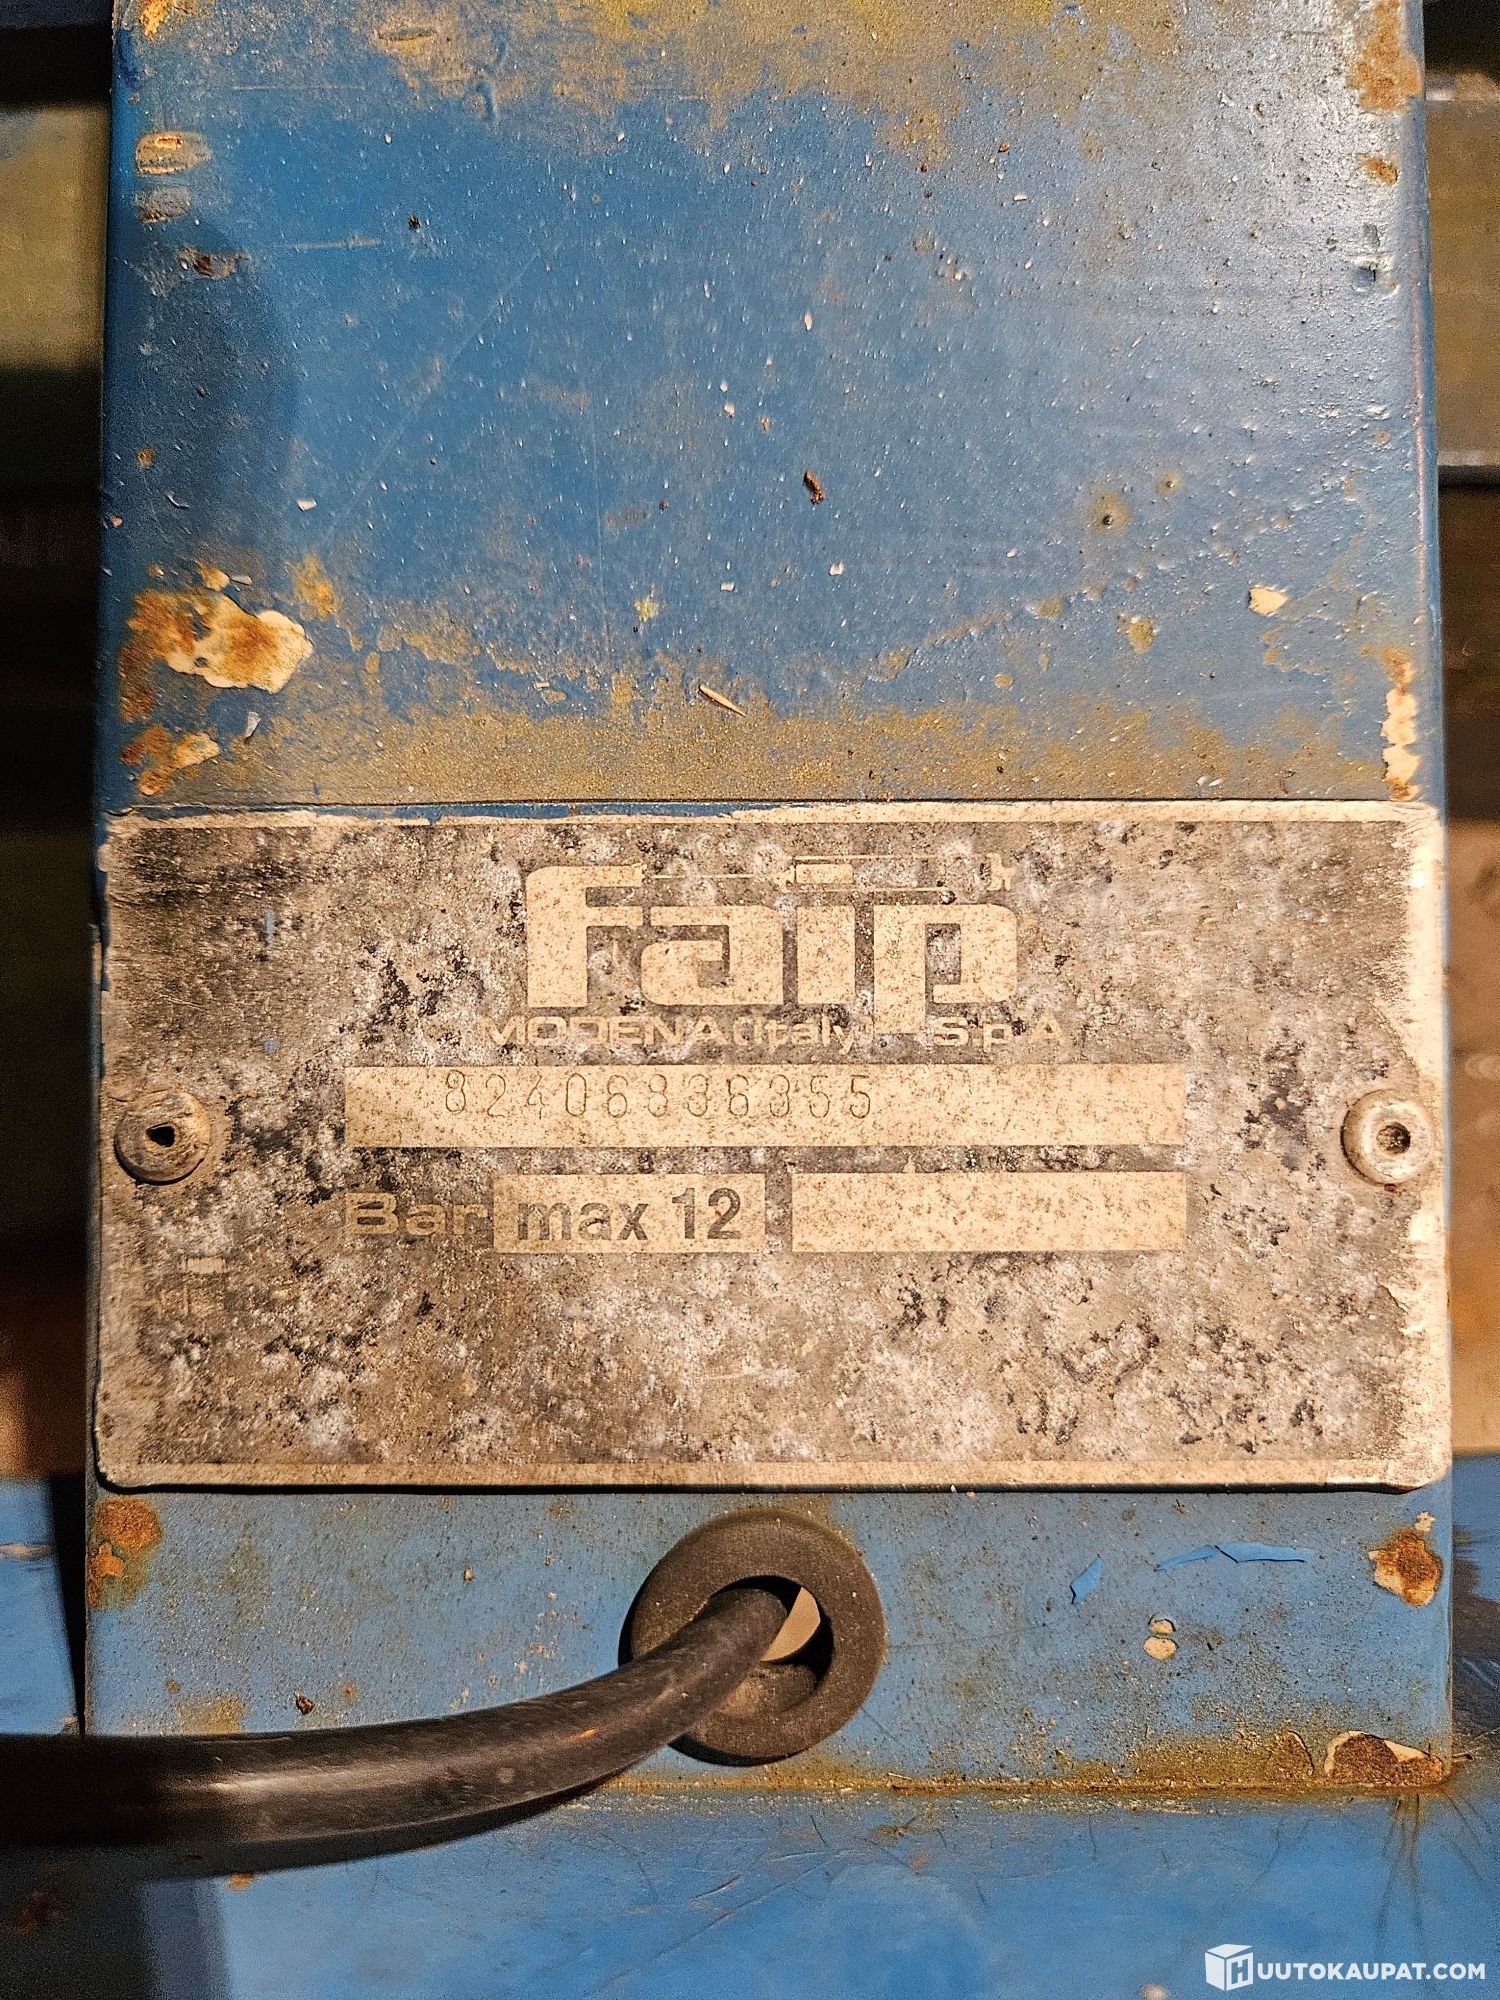 faip
MODENA (Italy) S.p.A
82406836355
Bar max 12
HUUTOKAUPAT.COM